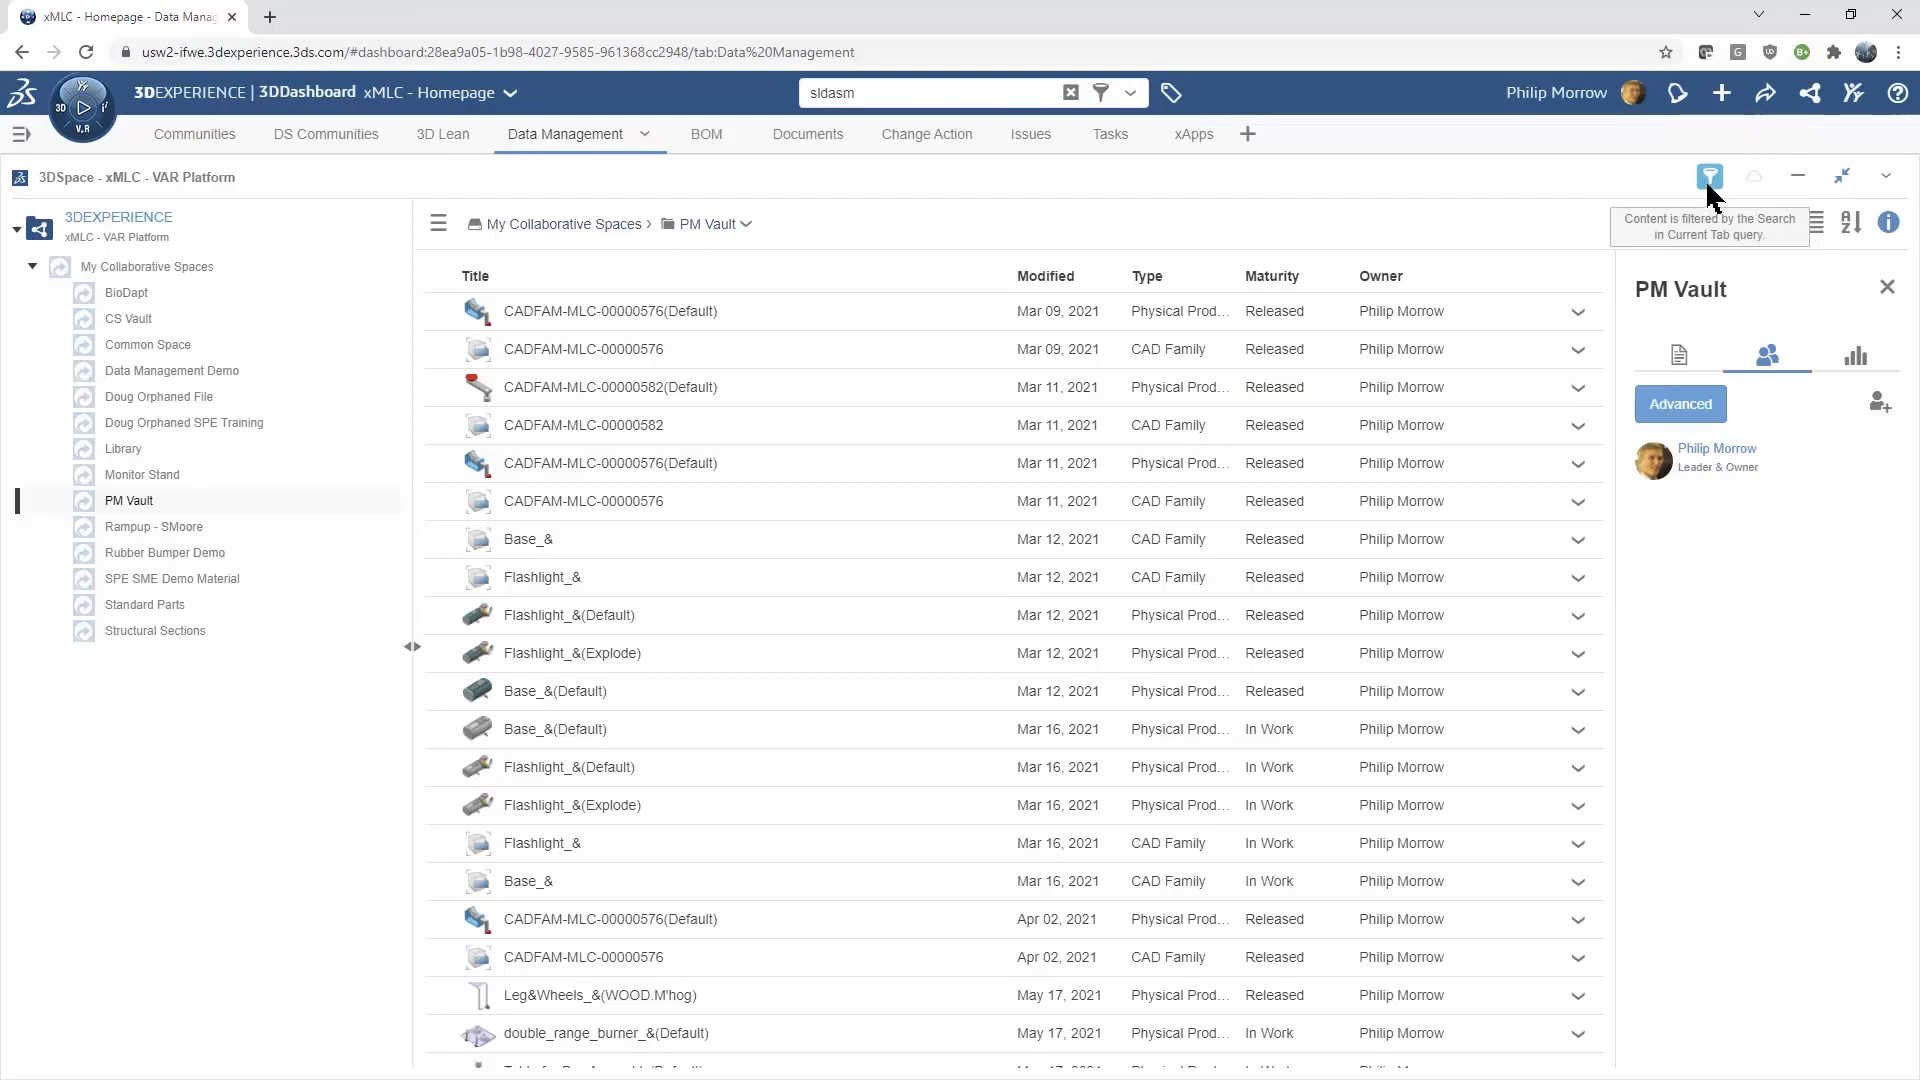 xMLC - Homepage - Data Manag
usw2-ifwe.3dexperience.3ds.com/#dashboard:28ea9a05-1b98-4027-9585-961368cc2948/tab:Data%20Management
3D
V.R
3DEXPERIENCE | 3DDashboard xMLC - Homepage
sldasm
Philip Morrow
Communities
DS Communities
3D Lean
Data Management
BOM
Documents
Change Action
Issues
Tasks
xApps
3DSpace - xMLC - VAR Platform
Content is filtered by the Search
in Current Tab query.
3DEXPERIENCE
xMLC - VAR Platform
My Collaborative Spaces
BioDapt
CS Vault
Common Space
Data Management Demo
Doug Orphaned File
Doug Orphaned SPE Training
Library
Monitor Stand
PM Vault
Rampup - SMoore
Rubber Bumper Demo
SPE SME Demo Material
Standard Parts
Structural Sections
My Collaborative Spaces › PM Vault
Title Modified Type Maturity Owner
CADFAM-MLC-00000576(Default) Mar 09, 2021 Physical Prod... Released Philip Morrow
CADFAM-MLC-00000576 Mar 09, 2021 CAD Family Released Philip Morrow
CADFAM-MLC-00000582(Default) Mar 11, 2021 Physical Prod... Released Philip Morrow
CADFAM-MLC-00000582 Mar 11, 2021 CAD Family Released Philip Morrow
CADFAM-MLC-00000576(Default) Mar 11, 2021 Physical Prod... Released Philip Morrow
CADFAM-MLC-00000576 Mar 11, 2021 CAD Family Released Philip Morrow
Base_& Mar 12, 2021 CAD Family Released Philip Morrow
Flashlight_& Mar 12, 2021 CAD Family Released Philip Morrow
Flashlight_&(Default) Mar 12, 2021 Physical Prod... Released Philip Morrow
Flashlight_&(Explode) Mar 12, 2021 Physical Prod... Released Philip Morrow
Base_&(Default) Mar 12, 2021 Physical Prod... Released Philip Morrow
Base_&(Default) Mar 16, 2021 Physical Prod... In Work Philip Morrow
Flashlight_&(Default) Mar 16, 2021 Physical Prod... In Work Philip Morrow
Flashlight_&(Explode) Mar 16, 2021 Physical Prod... In Work Philip Morrow
Flashlight_& Mar 16, 2021 CAD Family In Work Philip Morrow
Base_& Mar 16, 2021 CAD Family In Work Philip Morrow
CADFAM-MLC-00000576(Default) Apr 02, 2021 Physical Prod... Released Philip Morrow
CADFAM-MLC-00000576 Apr 02, 2021 CAD Family Released Philip Morrow
Leg&Wheels_&(WOOD.M'hog) May 17, 2021 Physical Prod... Released Philip Morrow
double_range_burner_&(Default) May 17, 2021 Physical Prod... In Work Philip Morrow
PM Vault
Advanced
Philip Morrow
Leader & Owner